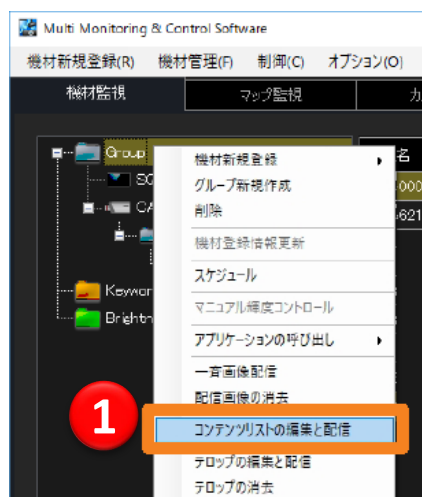 Multi Monitoring & Control Software
機材新規登録(R) 機材管理(F) 制御(C) オプション(O)
機材監視 マップ監視 カ
Group
機材新規登録
名
グループ新規作成
削除
機材登録情報更新
スケジュール
Brightn
マニュアル輝度コントロール
アプリケーションの呼び出し
一斉画像配信
配信画像の消去
1
コンテンツリストの編集と配信
テロップの編集と配信
テロップの消去